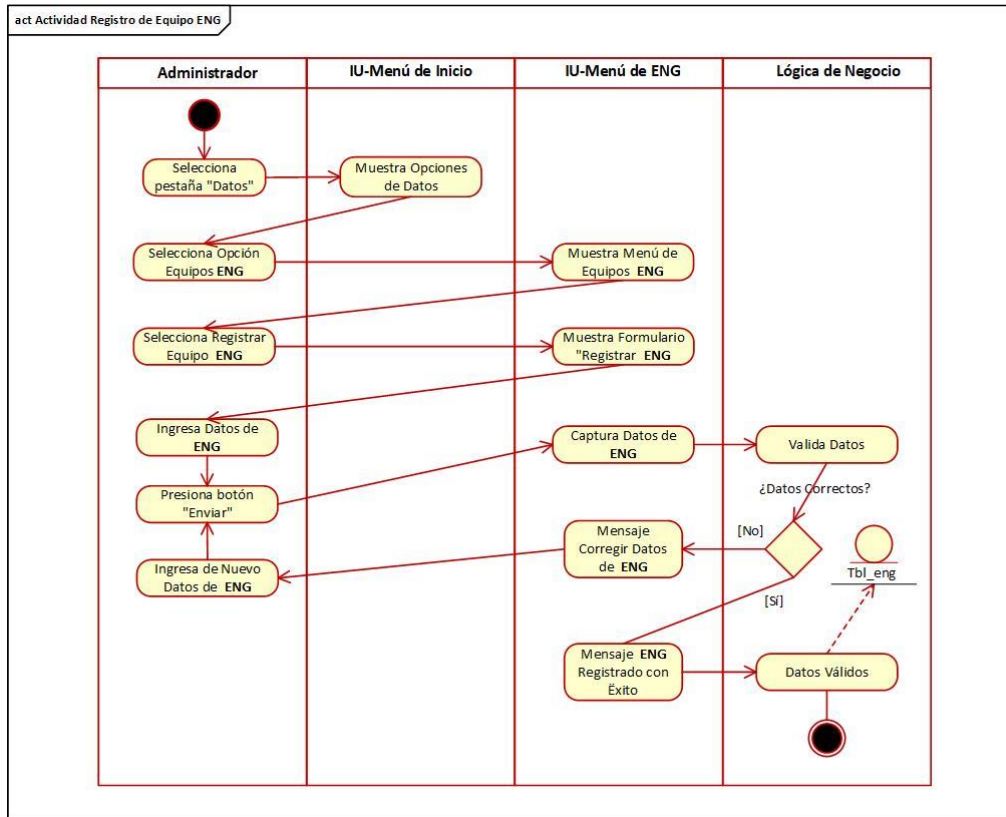 act Actividad Registro de Equipo ENG
Administrador
IU-Menú de Inicio
IU-Menú de ENG
Lógica de Negocio
Selecciona
pestaña "Datos"
Muestra Opciones
de Datos
Selecciona Opción
Equipos ENG
Muestra Menú de
Equipos ENG
Selecciona Registrar
Equipo ENG
Muestra Formulario
"Registrar ENG
Ingresa Datos de
ENG
Captura Datos de
ENG
Valida Datos
¿Datos Correctos?
Presiona botón
"Enviar"
Mensaje
Corregir Datos
de ENG
[No]
Tbl_eng
Ingresa de Nuevo
Datos de ENG
[Sí]
Mensaje ENG
Registrado con
Ëxito
Datos Válidos